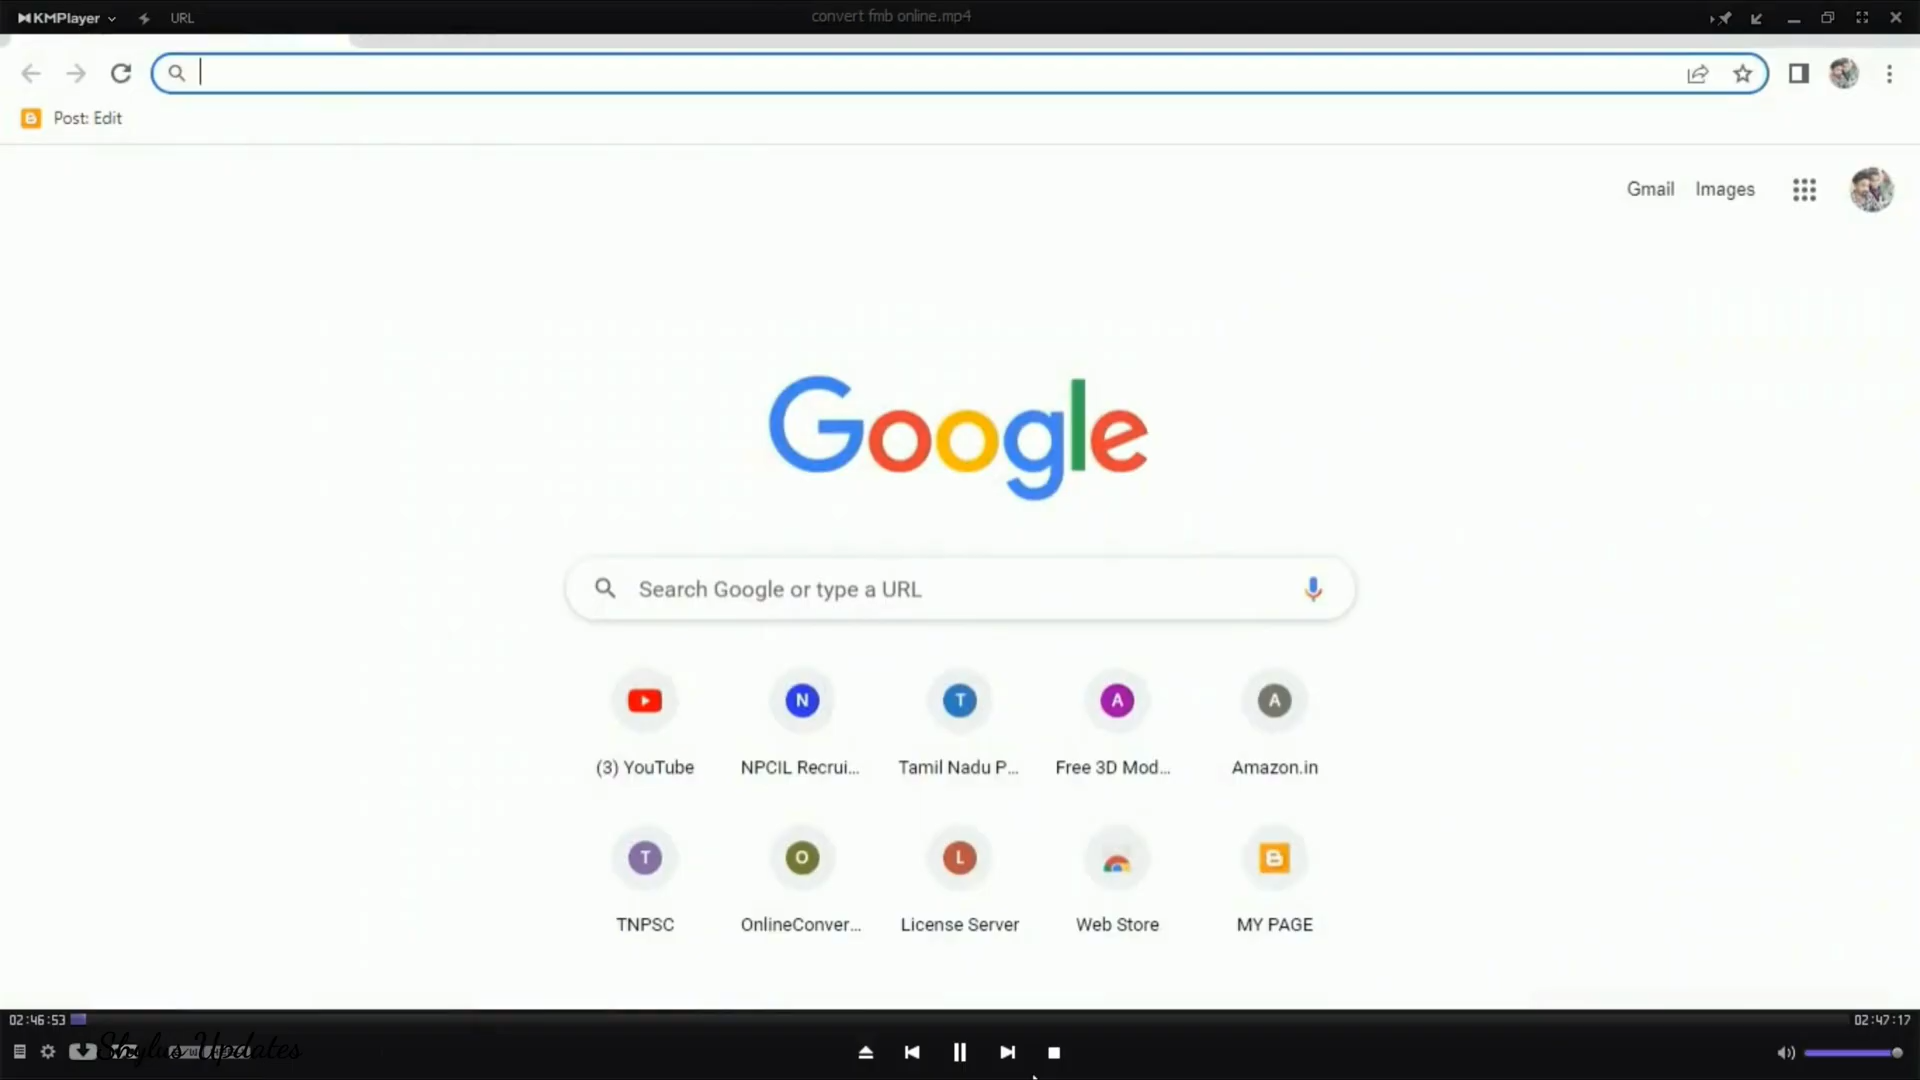 KMPlayer URL convert fmb online.mp4
Post: Edit
Gmail Images
Google
Search Google or type a URL
N T A A
(3) YouTube NPCIL Recrui... Tamil Nadu P... Free 3D Mod... Amazon.in
T O L
TNPSC OnlineConver... License Server Web Store MY PAGE
02:46:53 02:47:17
Shylus Updates